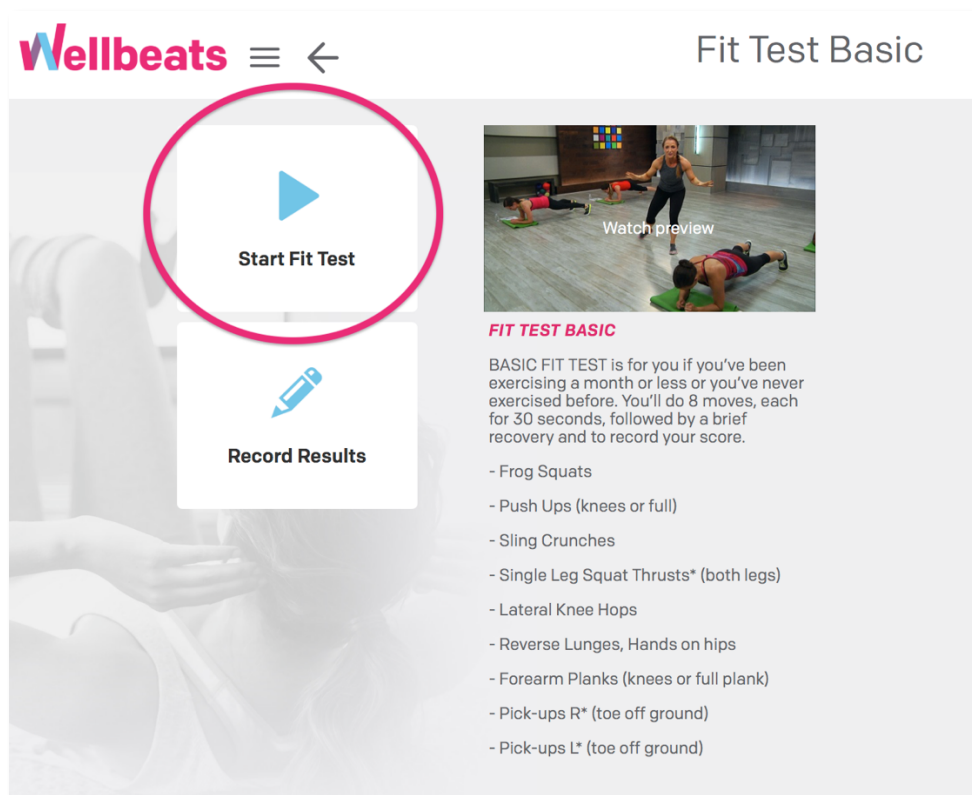 Wellbeats
Fit Test Basic
Start Fit Test
Record Results
Watch preview
FIT TEST BASIC
BASIC FIT TEST is for you if you've been
exercising a month or less or you've never
exercised before. You'll do 8 moves, each
for 30 seconds, followed by a brief
recovery and to record your score.
- Frog Squats
- Push Ups (knees or full)
- Sling Crunches
- Single Leg Squat Thrusts* (both legs)
- Lateral Knee Hops
- Reverse Lunges, Hands on hips
- Forearm Planks (knees or full plank)
- Pick-ups R* (toe off ground)
- Pick-ups L* (toe off ground)